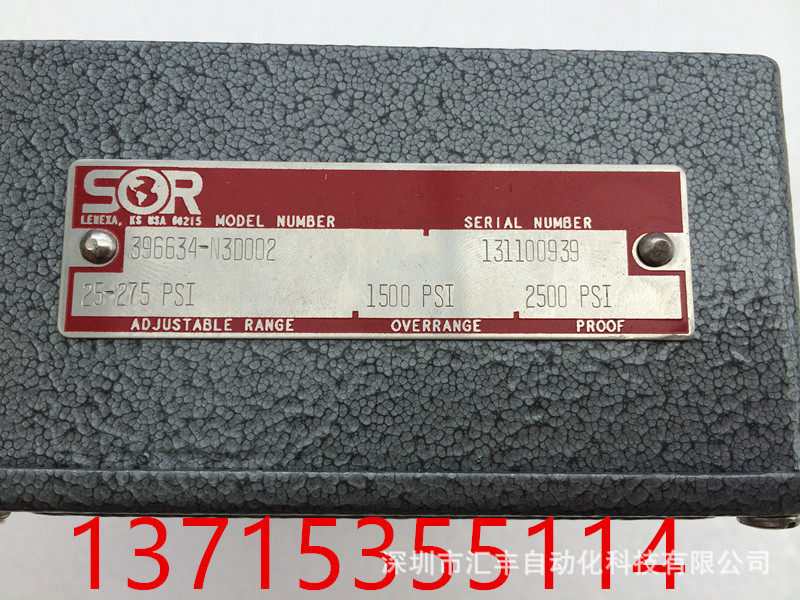 SOR
LENEXA, KS USA 66215 MODEL NUMBER SERIAL NUMBER
396634-N3D002 131100939
25-275 PSI 1500 PSI 2500 PSI
ADJUSTABLE RANGE OVERRANGE PROOF
13715355114
深圳市汇丰自动化科技有限公司